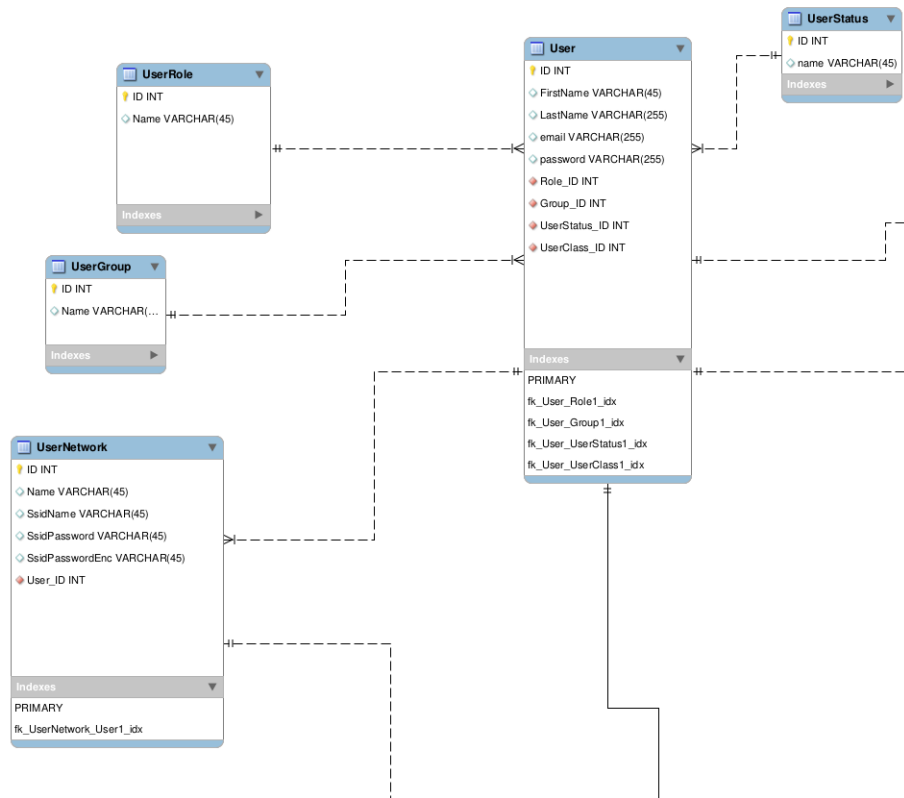 UserStatus
ID INT
name VARCHAR(45)
Indexes
User
ID INT
FirstName VARCHAR(45)
LastName VARCHAR(255)
email VARCHAR(255)
password VARCHAR(255)
Role_ID INT
Group_ID INT
UserStatus_ID INT
UserClass_ID INT
Indexes
PRIMARY
fk_User_Role1_idx
fk_User_Group1_idx
fk_User_UserStatus1_idx
fk_User_UserClass1_idx
UserRole
ID INT
Name VARCHAR(45)
Indexes
UserGroup
ID INT
Name VARCHAR(...
Indexes
UserNetwork
ID INT
Name VARCHAR(45)
SsidName VARCHAR(45)
SsidPassword VARCHAR(45)
SsidPasswordEnc VARCHAR(45)
User_ID INT
Indexes
PRIMARY
fk_UserNetwork_User1_idx